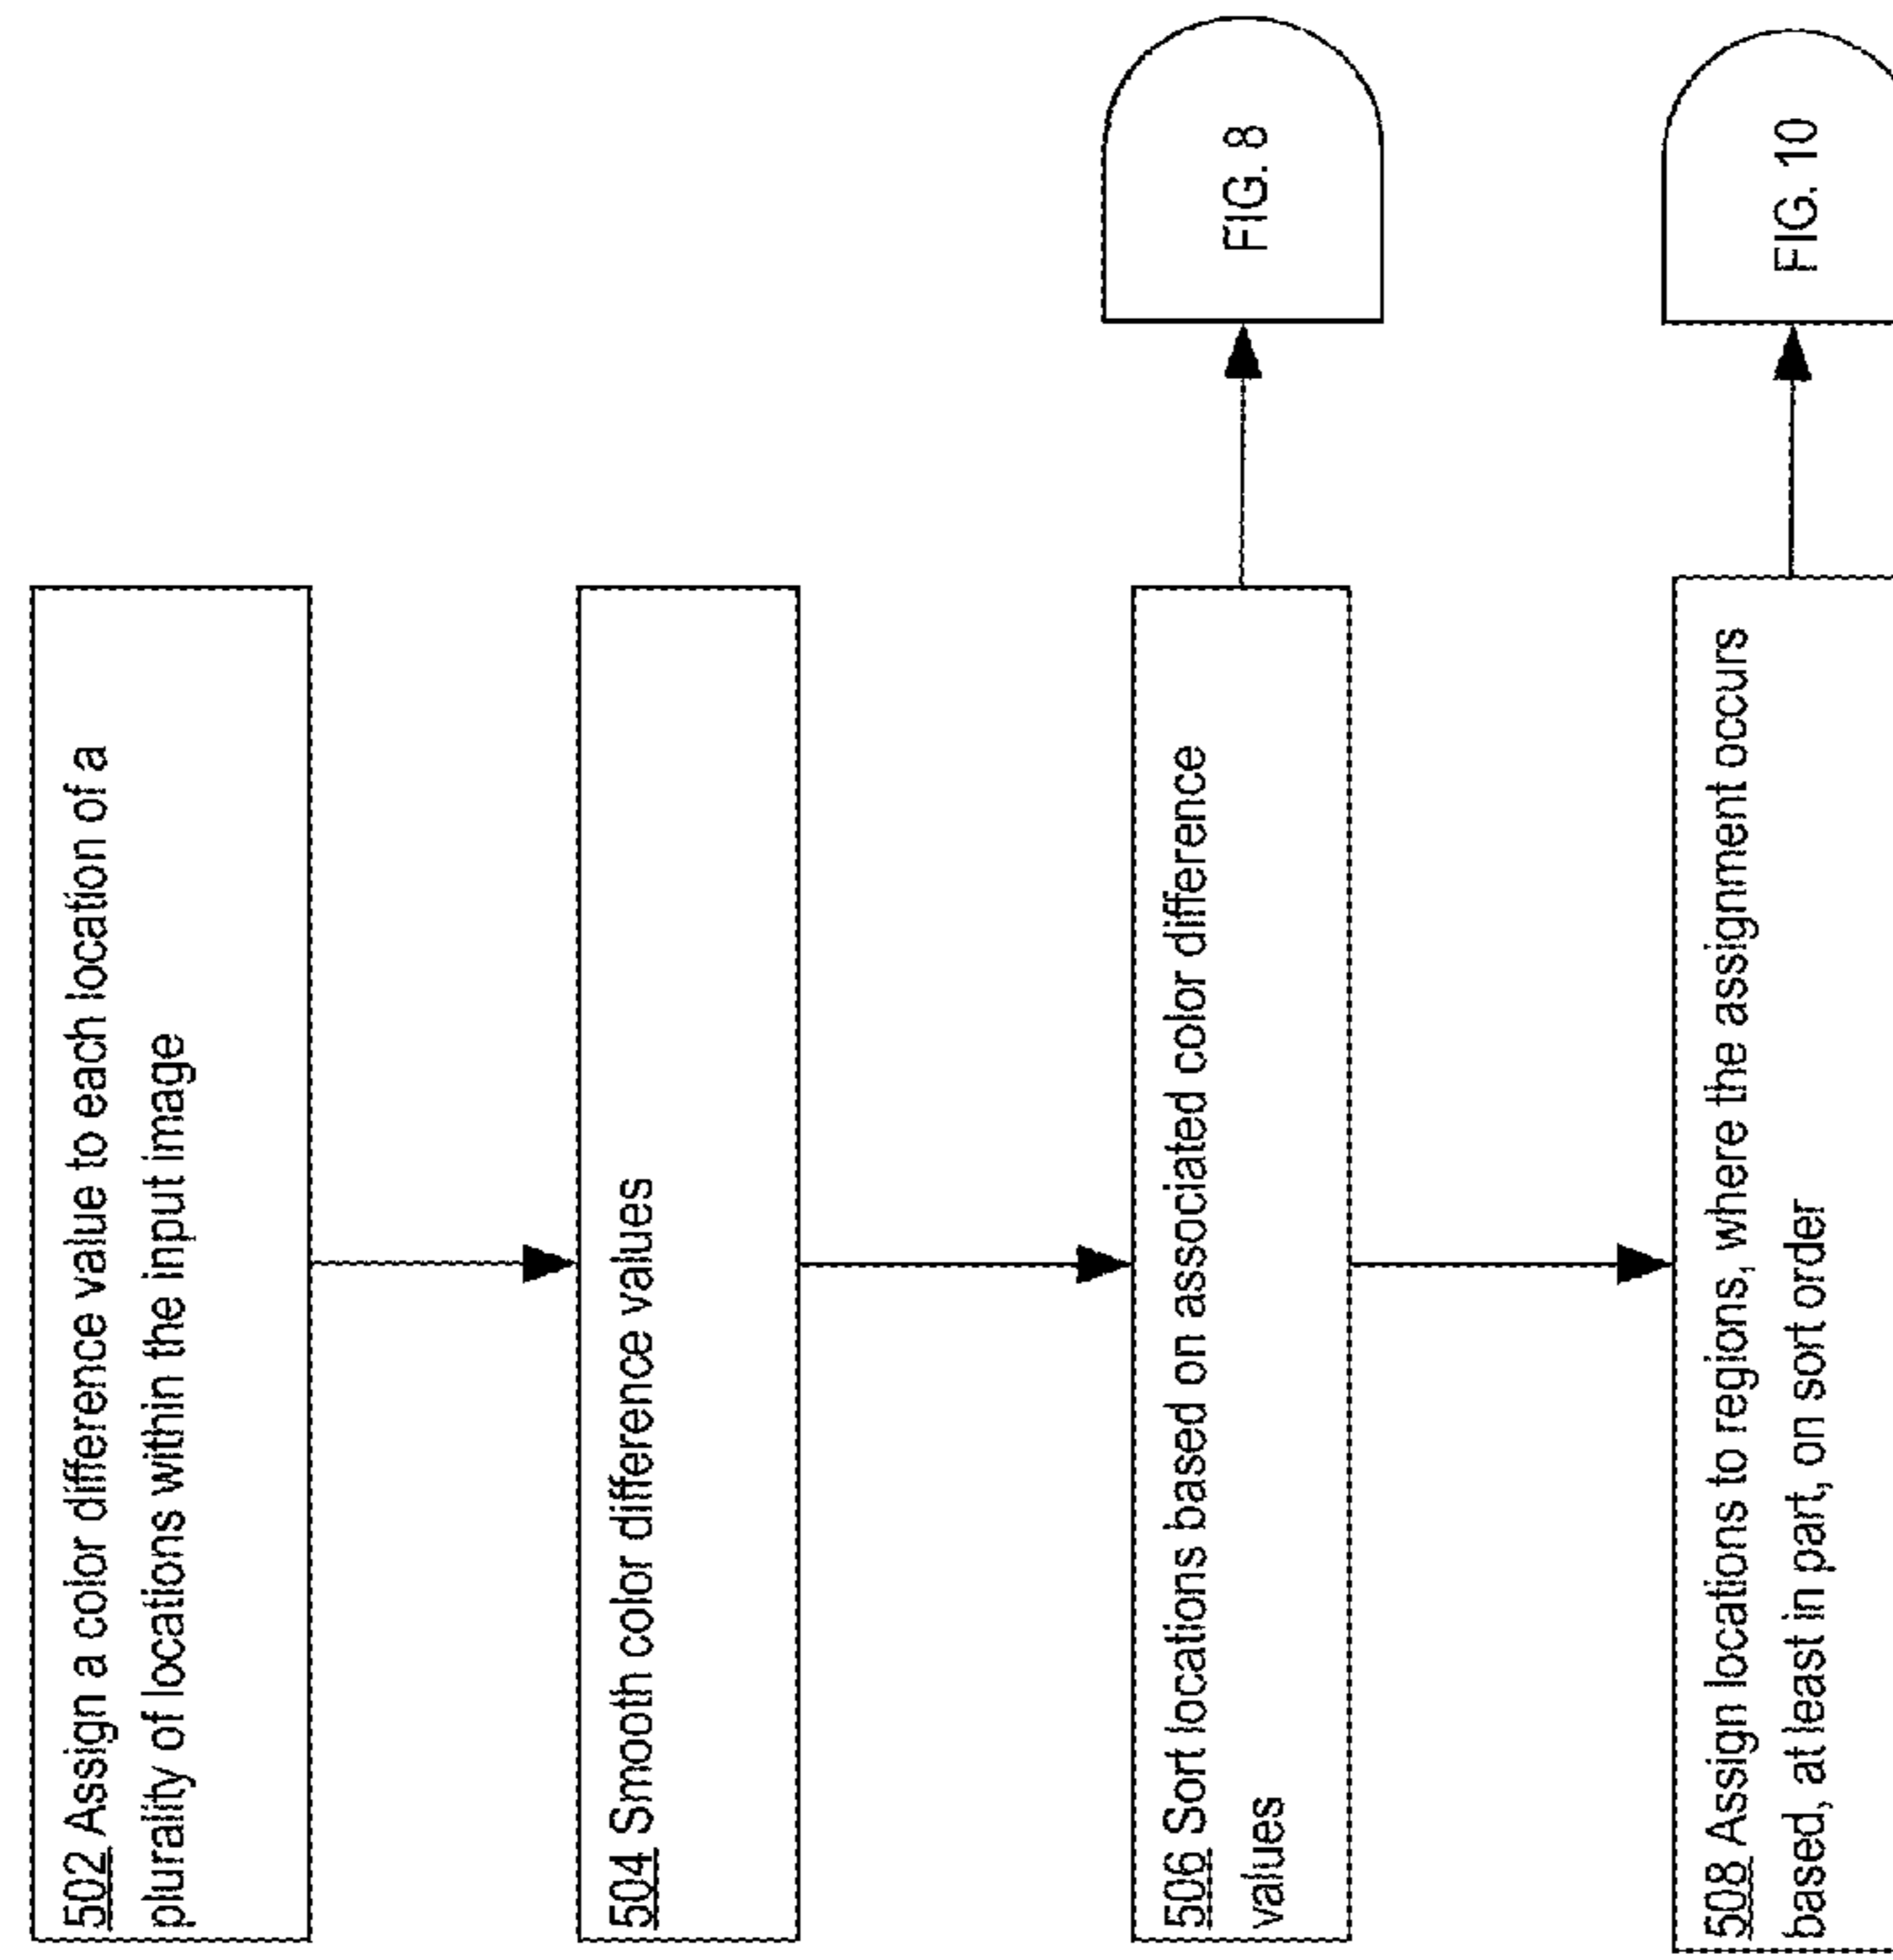 502 Assign a color difference value to each location of a
plurality of locations within the input image
504 Smooth color difference values
506 Sort locations based on associated color difference
values
FIG. 8
508 Assign locations to regions, where the assignment occurs
based, at least in part, on sort order
FIG. 10